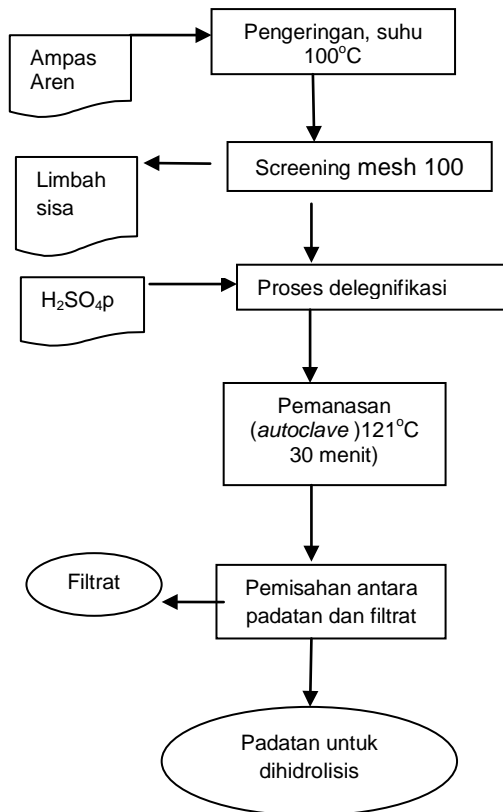 Ampas
Aren
Pengeringan, suhu
100°C
Screening mesh 100
Limbah
sisa
H₂SO₄p
Proses delegnifikasi
Pemanasan
(autoclave )121°C
30 menit)
Filtrat
Pemisahan antara
padatan dan filtrat
Padatan untuk
dihidrolisis